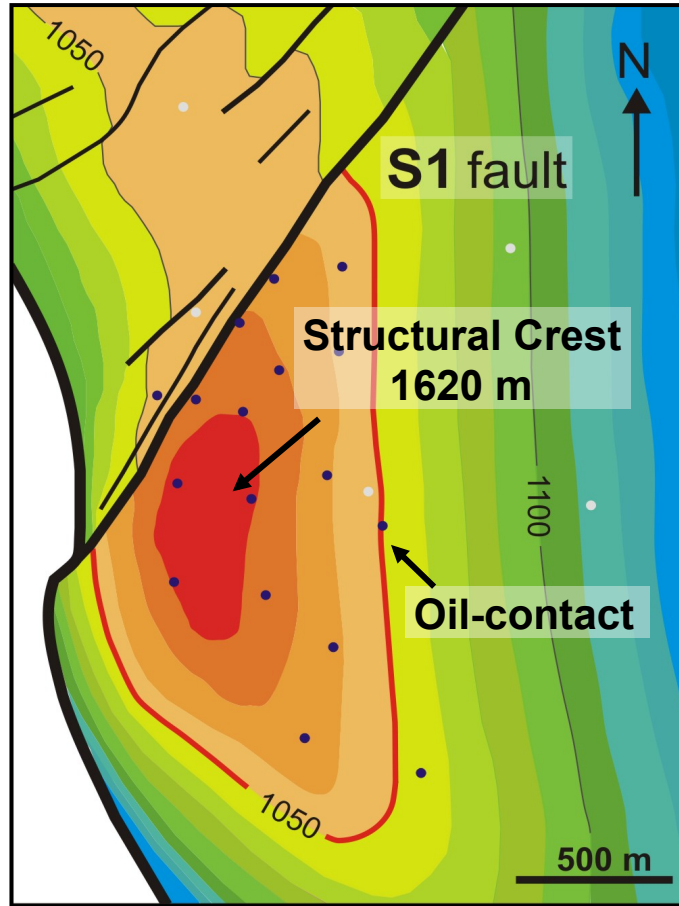 1050
N
S1 fault
Structural Crest
1620 m
1100
Oil-contact
1050
500 m